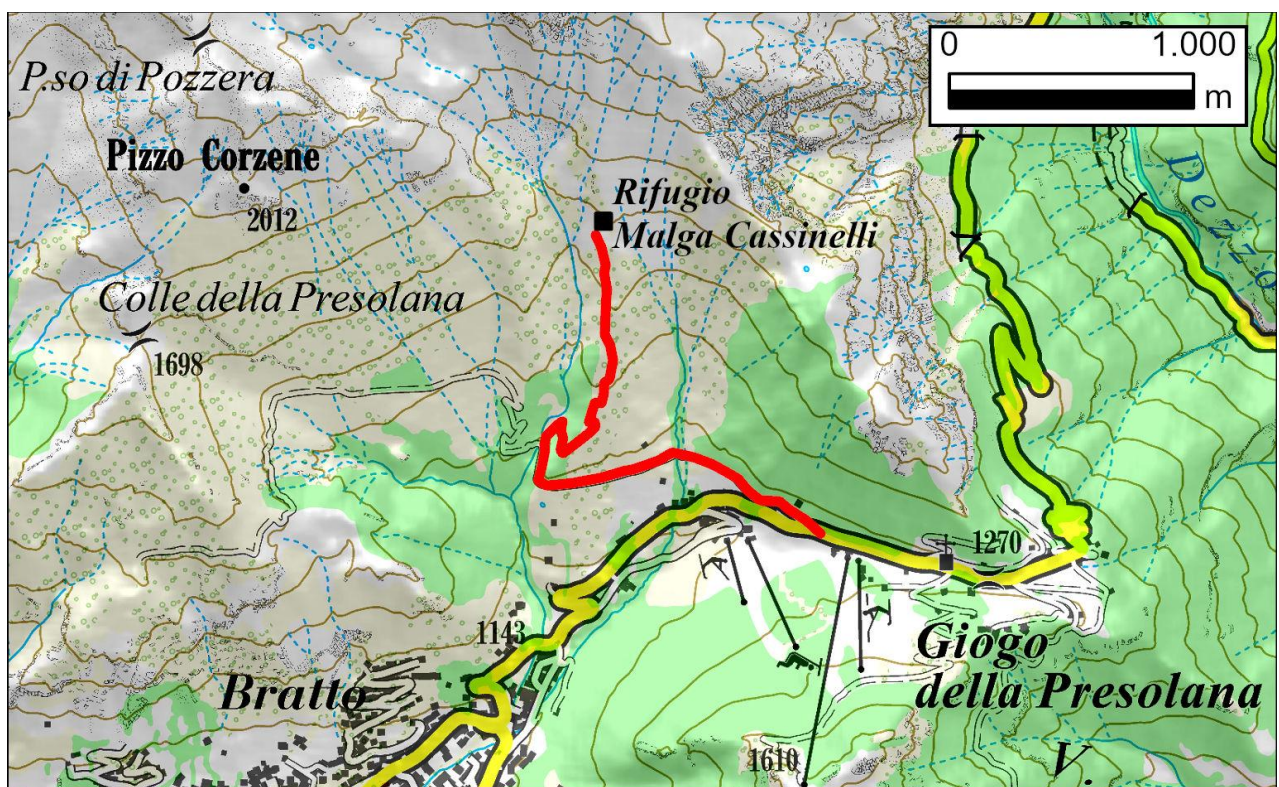 0 1.000
m
P.so di Pozzera
Pizzo Corzene
2012
Rifugio
Malga Cassinelli
Dezzo
Colle della Presolana
1698
1270
1143
Giogo
della Presolana
Bratto
1610
V.